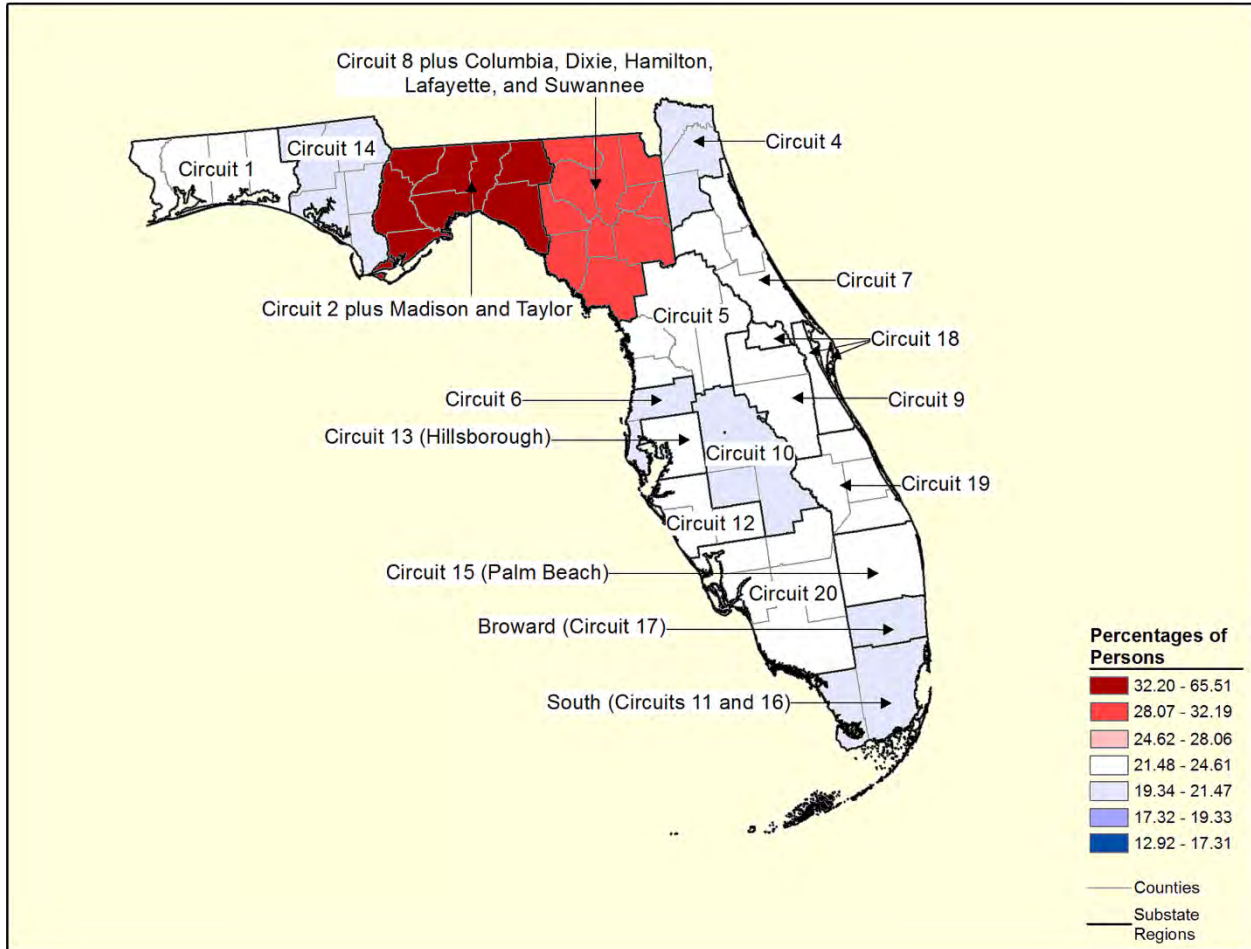 Circuit 8 plus Columbia, Dixie, Hamilton,
Lafayette, and Suwannee
Circuit 4
Circuit 14
Circuit 1
Circuit 7
Circuit 2 plus Madison and Taylor
Circuit 5
Circuit 18
Circuit 6
Circuit 9
Circuit 13 (Hillsborough)
Circuit 10
Circuit 19
Circuit 12
Circuit 15 (Palm Beach)
Circuit 20
Broward (Circuit 17)
South (Circuits 11 and 16)
Percentages of
Persons
32.20 - 65.51
28.07 - 32.19
24.62 - 28.06
21.48 - 24.61
19.34 - 21.47
17.32 - 19.33
12.92 - 17.31
Counties
Substate
Regions